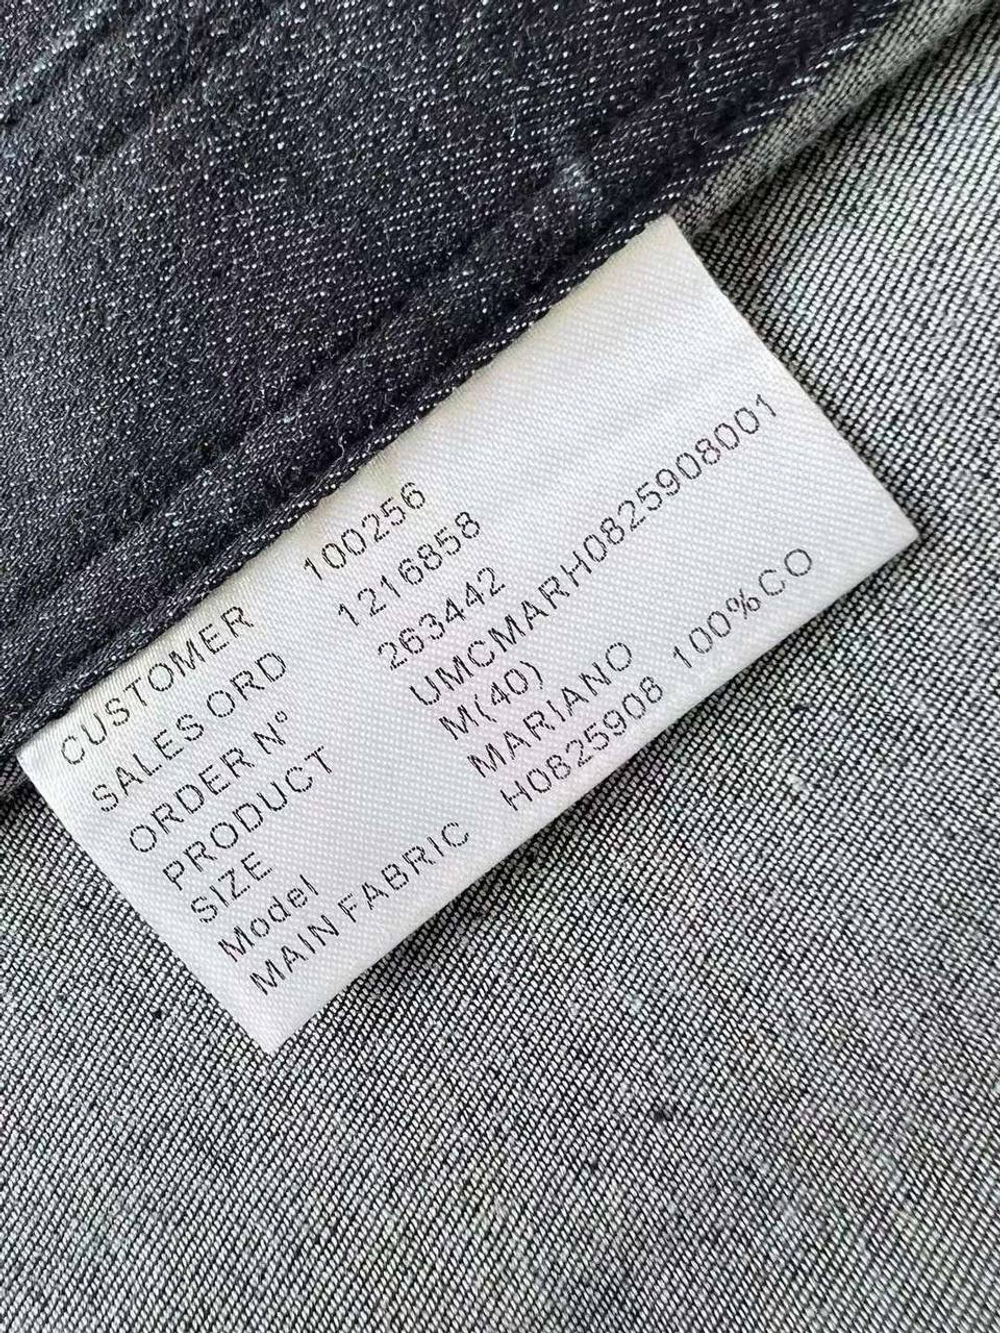 CUSTOMER 100256
SALES ORD 1216858
ORDER N° 263442
PRODUCT UMCMARH0825908001
SIZE M(40)
Model MARIANO
MAIN FABRIC H0825908 100%CO